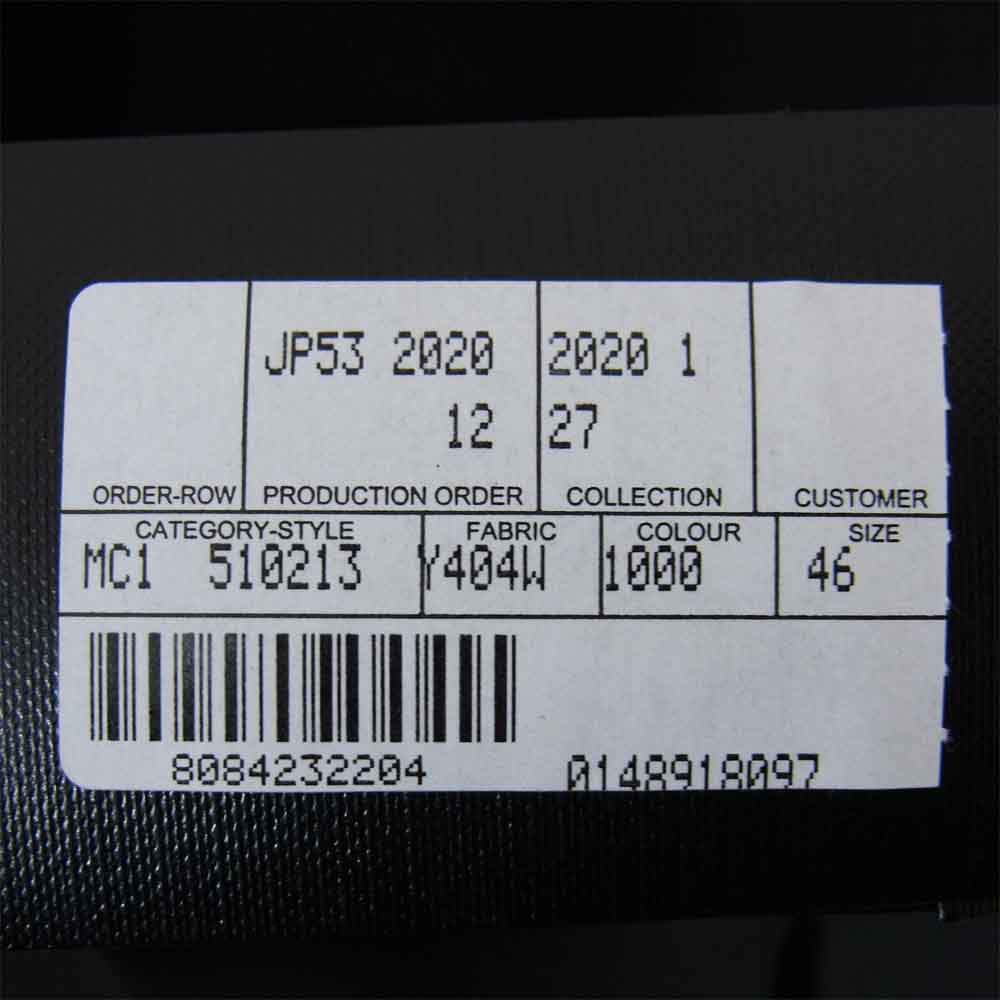 JP53 2020 2020 1
12 27
ORDER-ROW PRODUCTION ORDER COLLECTION CUSTOMER
CATEGORY-STYLE FABRIC COLOUR SIZE
MC1 510213 Y404W 1000 46
8084232204 0148918097